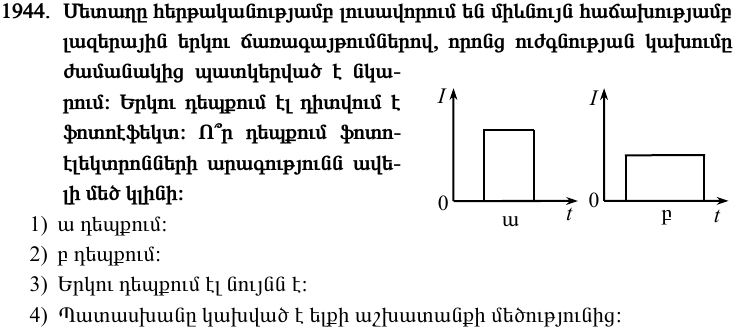 1944. Մետաղը հերթականությամբ լուսավորում են միևնույն հաճախությամբ
լազերային երկու ճառագայթումներով, որոնց ուժգնության կախումը
ժամանակից պատկերված է նկա-
րում: Երկու դեպքում էլ դիտվում է
ֆոտոէֆեկտ: Ո՞ր դեպքում ֆոտո-
էլեկտրոնների արագությունն ավե-
լի մեծ կլինի:
I
0
ա
t
I
0
բ
t
1) ա դեպքում:
2) բ դեպքում:
3) Երկու դեպքում էլ նույնն է:
4) Պատասխանը կախված է ելքի աշխատանքի մեծությունից: